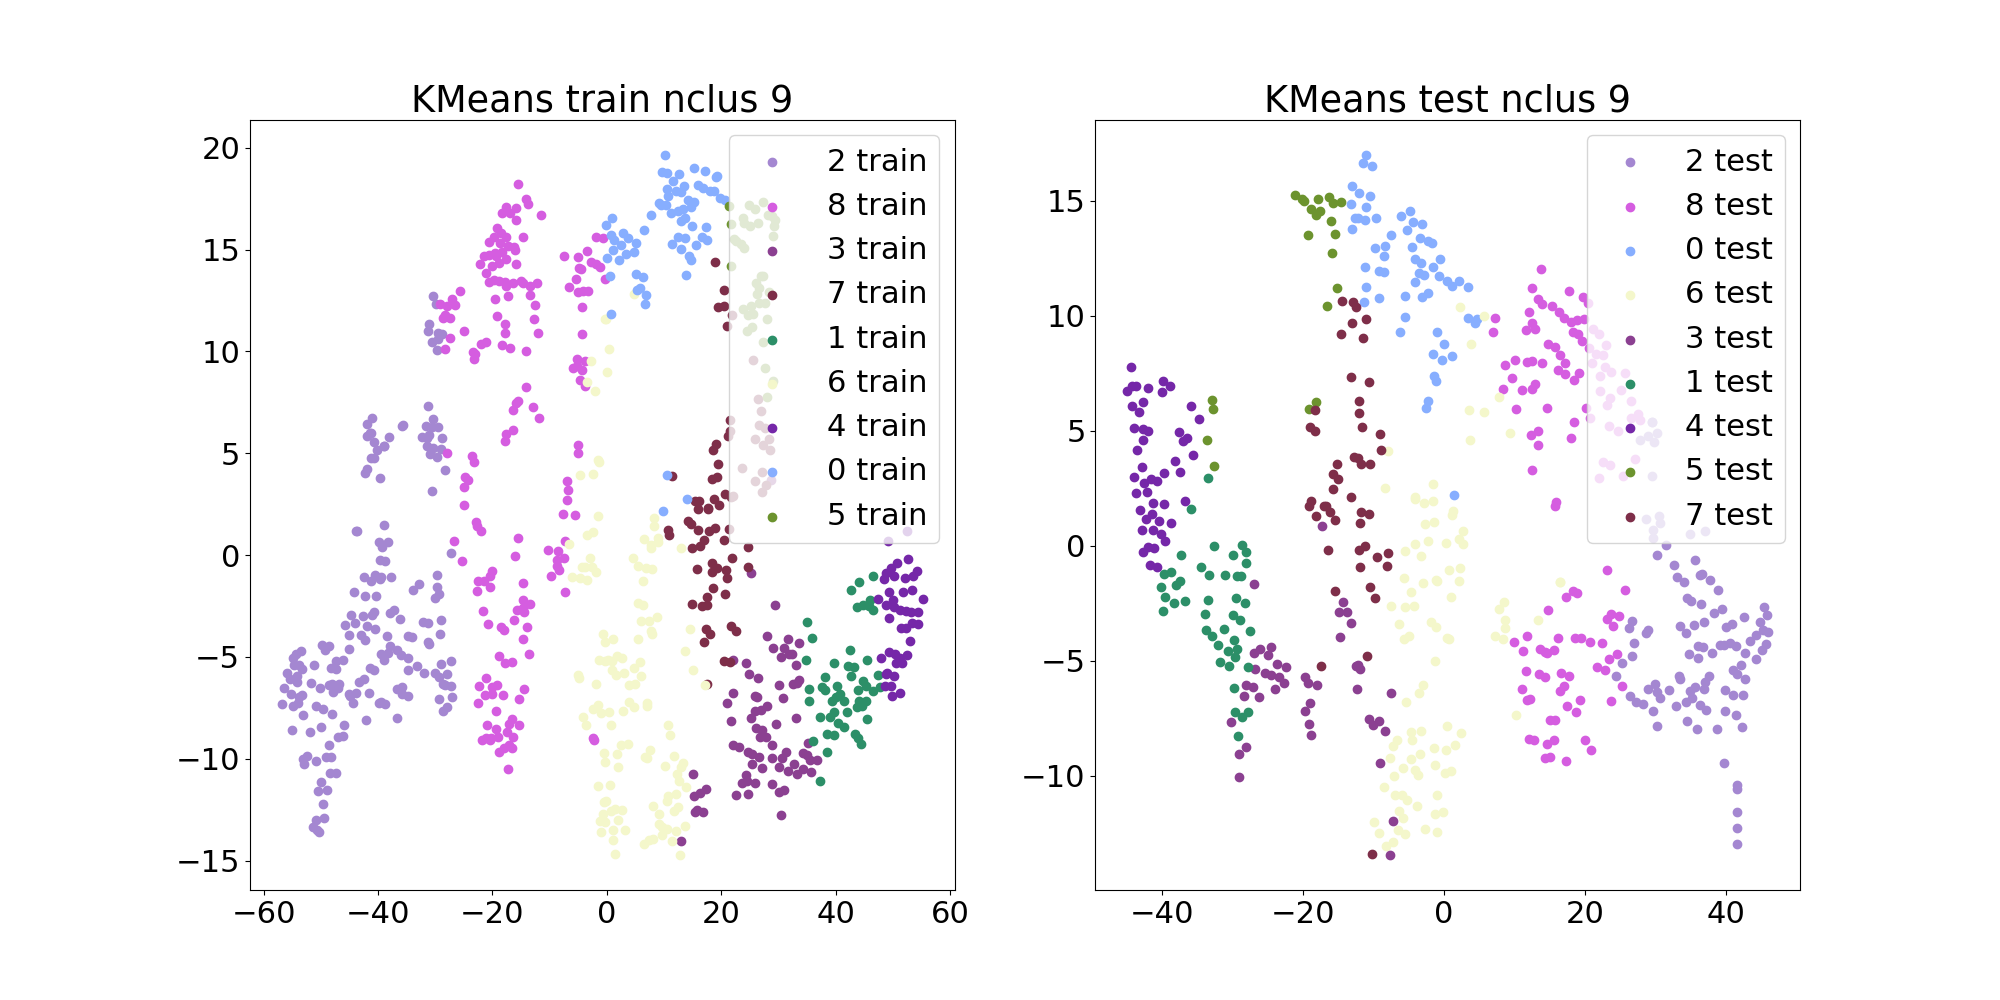 KMeans train nclus 9
20
15
10
5
0
−5
−10
−15
−60
−40
−20
0
20
40
60
2 train
8 train
3 train
7 train
1 train
6 train
4 train
0 train
5 train
KMeans test nclus 9
15
10
5
0
−5
−10
−40
−20
0
20
40
2 test
8 test
0 test
6 test
3 test
1 test
4 test
5 test
7 test